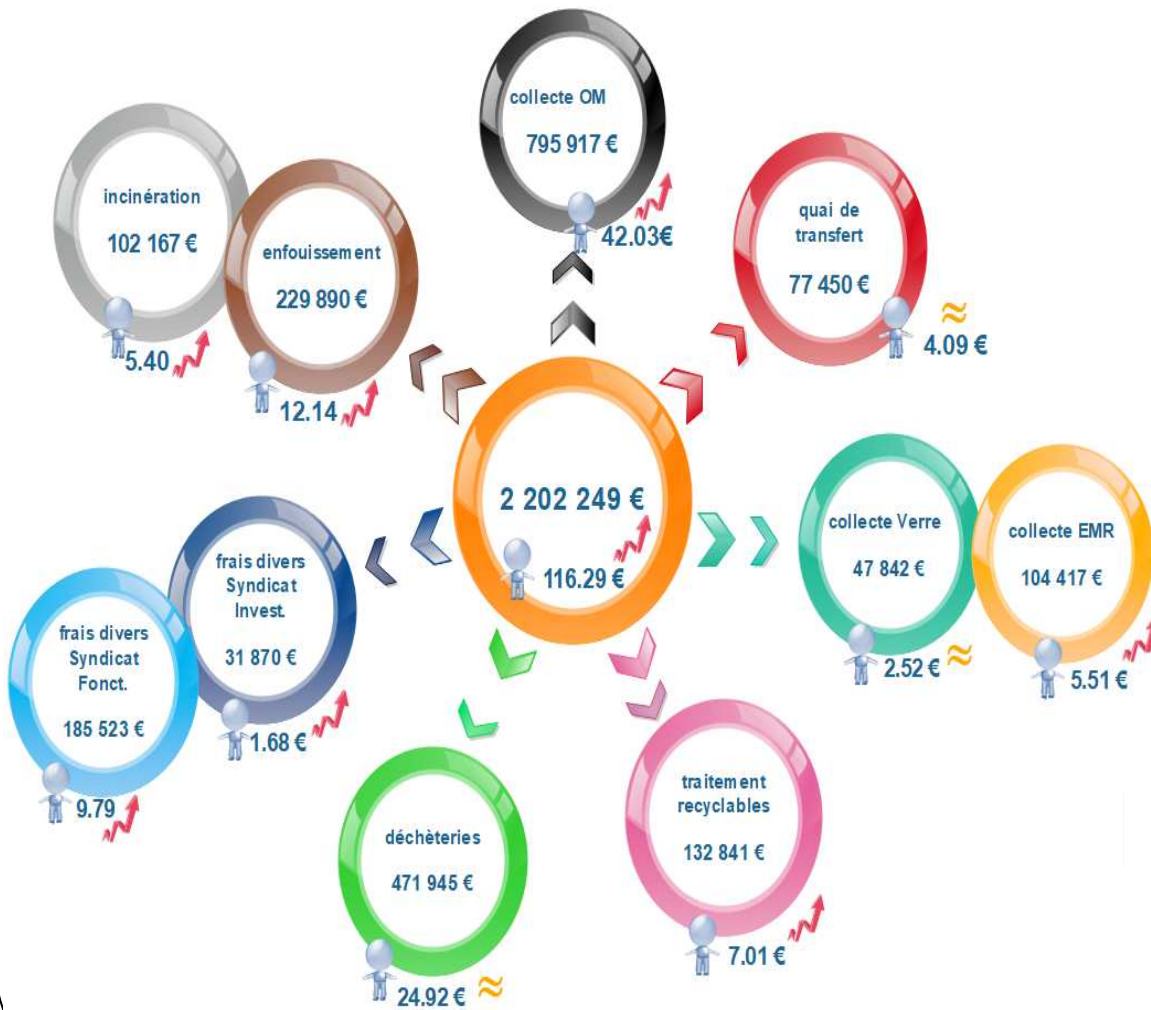 collecte OM
795 917 €
42.03€
incinération
102 167 €
5.40
enfouissement
229 890 €
12.14
quai de
transfert
77 450 €
≈
4.09 €
2 202 249 €
116.29 €
collecte Verre
47 842 €
2.52 € ≈
collecte EMR
104 417 €
5.51 €
frais divers
Syndicat
Invest.
31 870 €
1.68 €
frais divers
Syndicat
Fonct.
185 523 €
9.79
traitement
recyclables
132 841 €
7.01 €
déchèteries
471 945 €
24.92 € ≈
\